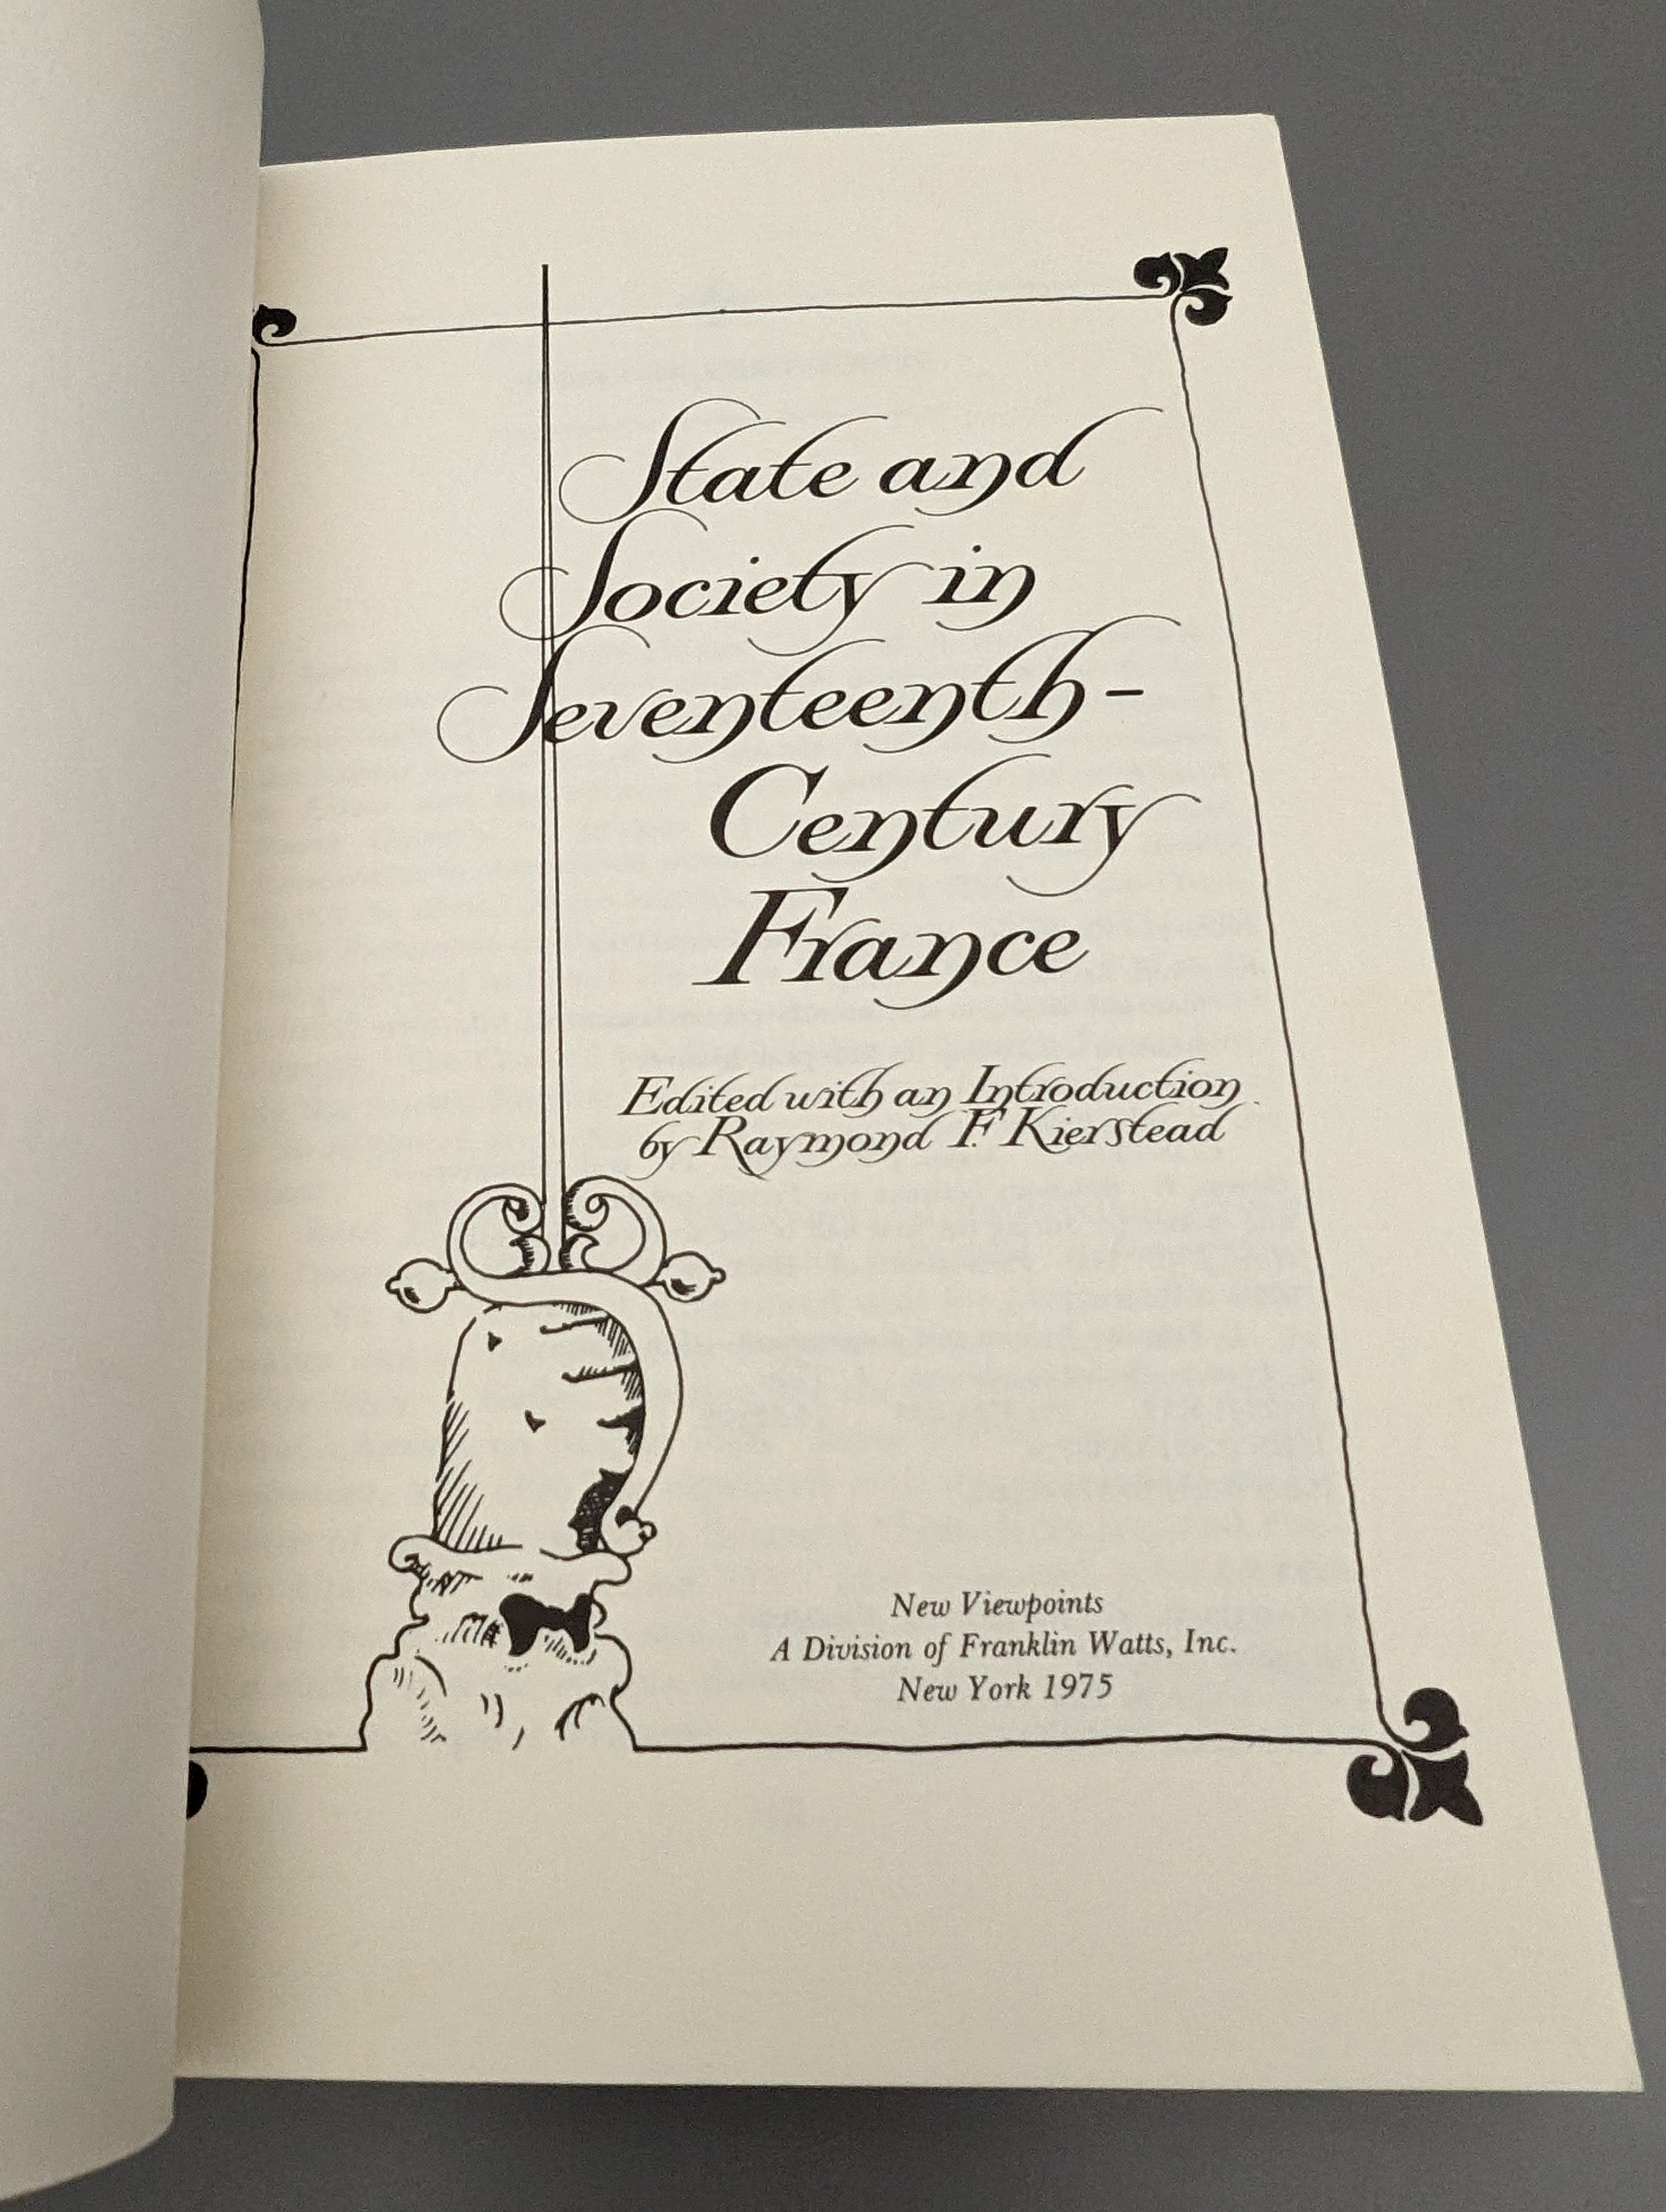 State and
Society in
Seventeenth-
Century
France
Edited with an Introduction
by Raymond F. Kierstead
New Viewpoints
A Division of Franklin Watts, Inc.
New York 1975